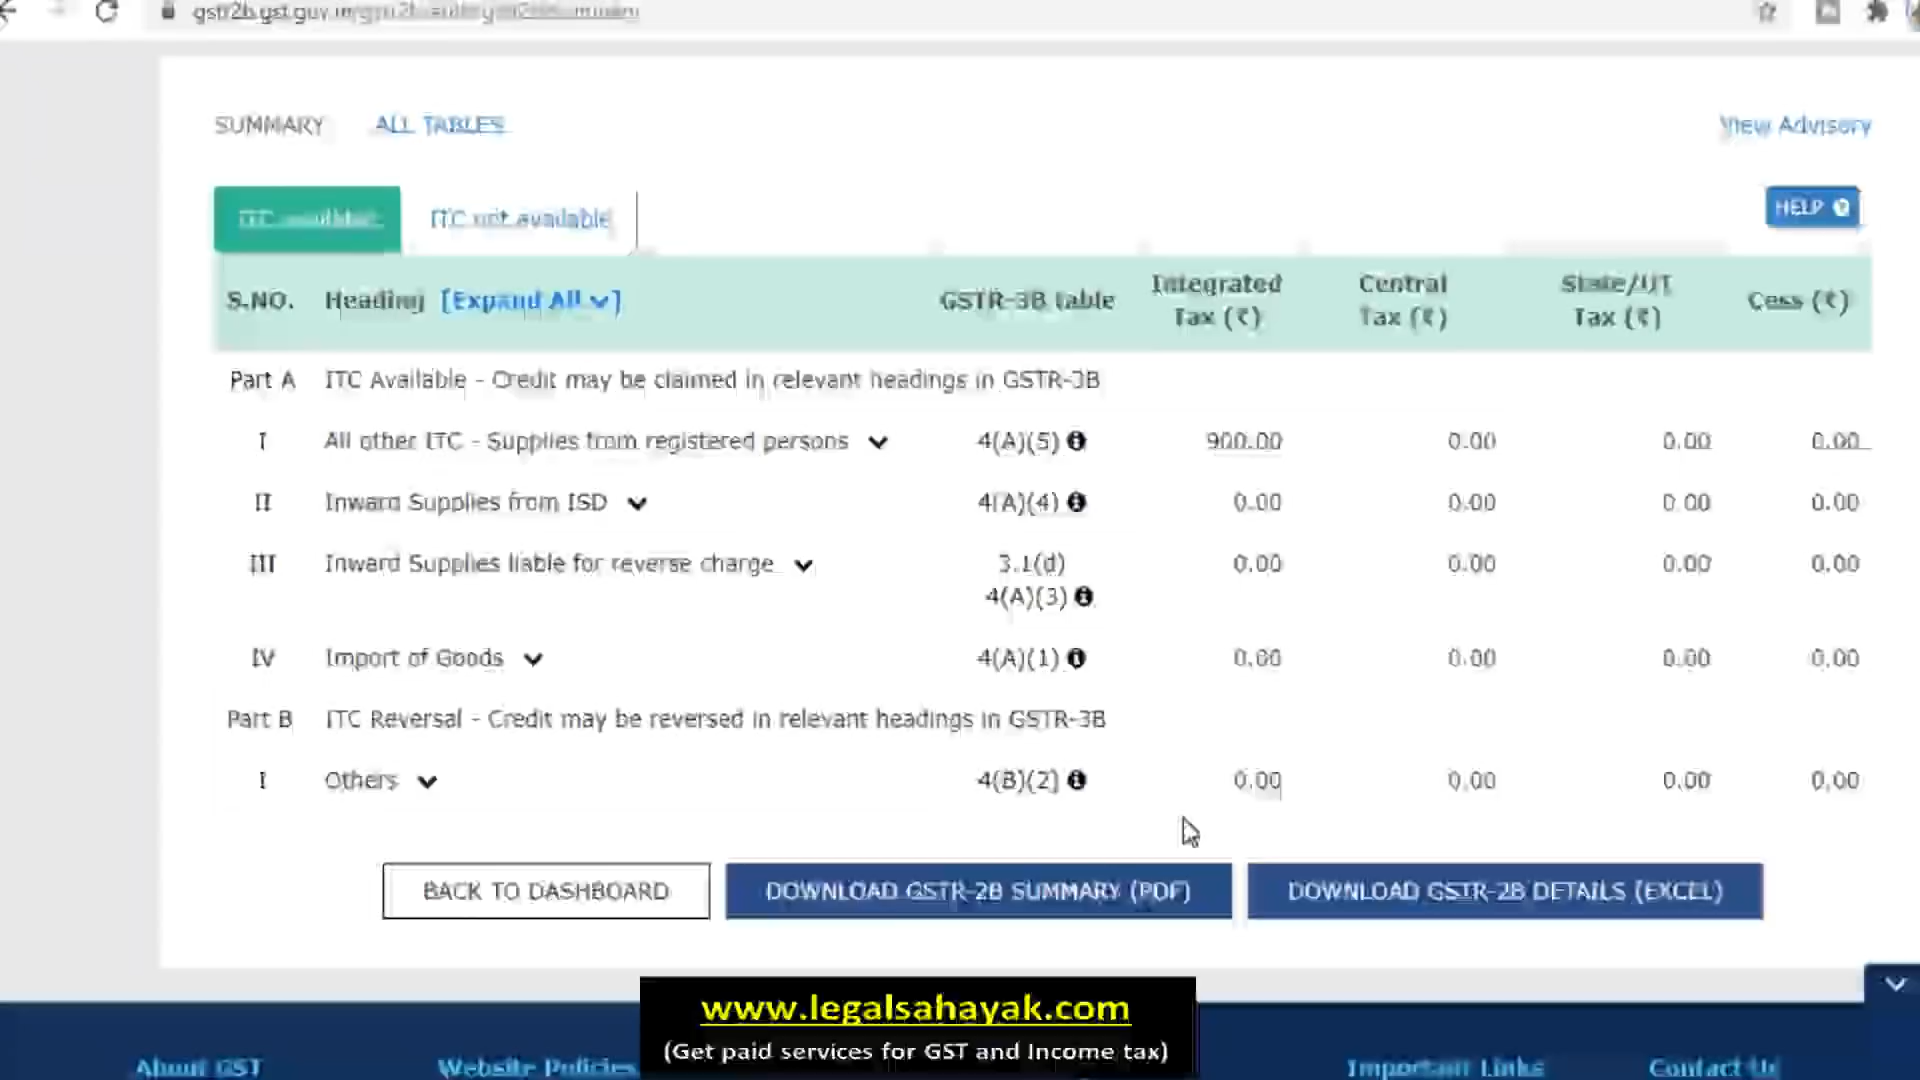 SUMMARY ALL TABLES View Advisory
ITC available ITC not available HELP
S.NO. Heading [Expand All] GSTR-3B table Integrated Tax (₹) Central Tax (₹) State/UT Tax (₹) Cess (₹)
Part A ITC Available - Credit may be claimed in relevant headings in GSTR-3B
I All other ITC - Supplies from registered persons 4(A)(5) 900.00 0.00 0.00 0.00
II Inward Supplies from ISD 4(A)(4) 0.00 0.00 0.00 0.00
III Inward Supplies liable for reverse charge 3.1(d) 4(A)(3) 0.00 0.00 0.00 0.00
IV Import of Goods 4(A)(1) 0.00 0.00 0.00 0.00
Part B ITC Reversal - Credit may be reversed in relevant headings in GSTR-3B
I Others 4(B)(2) 0.00 0.00 0.00 0.00
BACK TO DASHBOARD DOWNLOAD GSTR-2B SUMMARY (PDF) DOWNLOAD GSTR-2B DETAILS (EXCEL)
www.legalsahayak.com
(Get paid services for GST and Income tax)
About GST Website Policies Important Links Contact Us